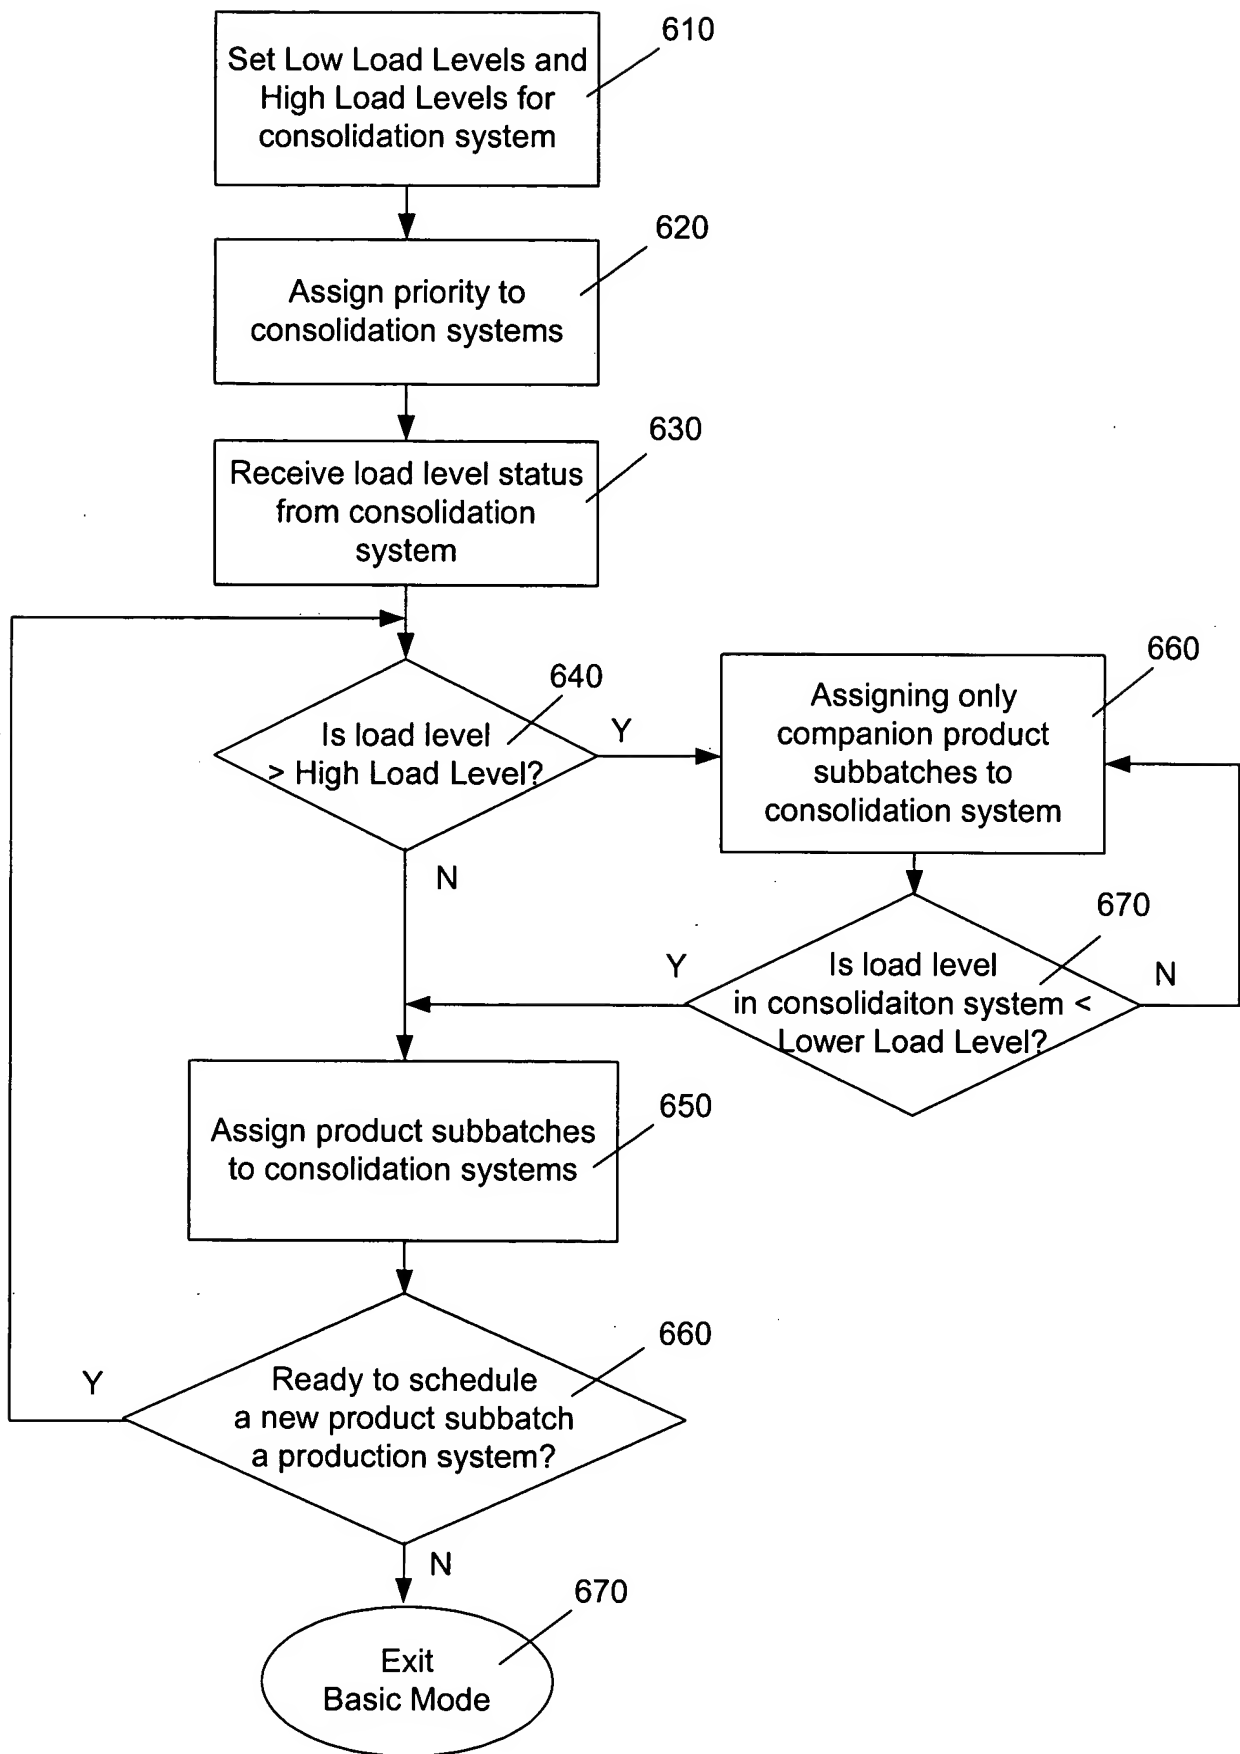 610
Set Low Load Levels and
High Load Levels for
consolidation system
620
Assign priority to
consolidation systems
630
Receive load level status
from consolidation
system
640
Is load level
> High Load Level?
Y
N
660
Assigning only
companion product
subbatches to
consolidation system
670
Is load level
in consolidaiton system <
Lower Load Level?
Y
N
650
Assign product subbatches
to consolidation systems
660
Ready to schedule
a new product subbatch
a production system?
Y
N
670
Exit
Basic Mode